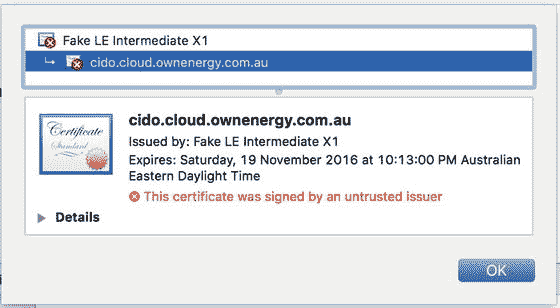 Fake LE Intermediate X1
cido.cloud.ownenergy.com.au
Certificate
Standard
cido.cloud.ownenergy.com.au
Issued by: Fake LE Intermediate X1
Expires: Saturday, 19 November 2016 at 10:13:00 PM Australian
Eastern Daylight Time
This certificate was signed by an untrusted issuer
Details
OK